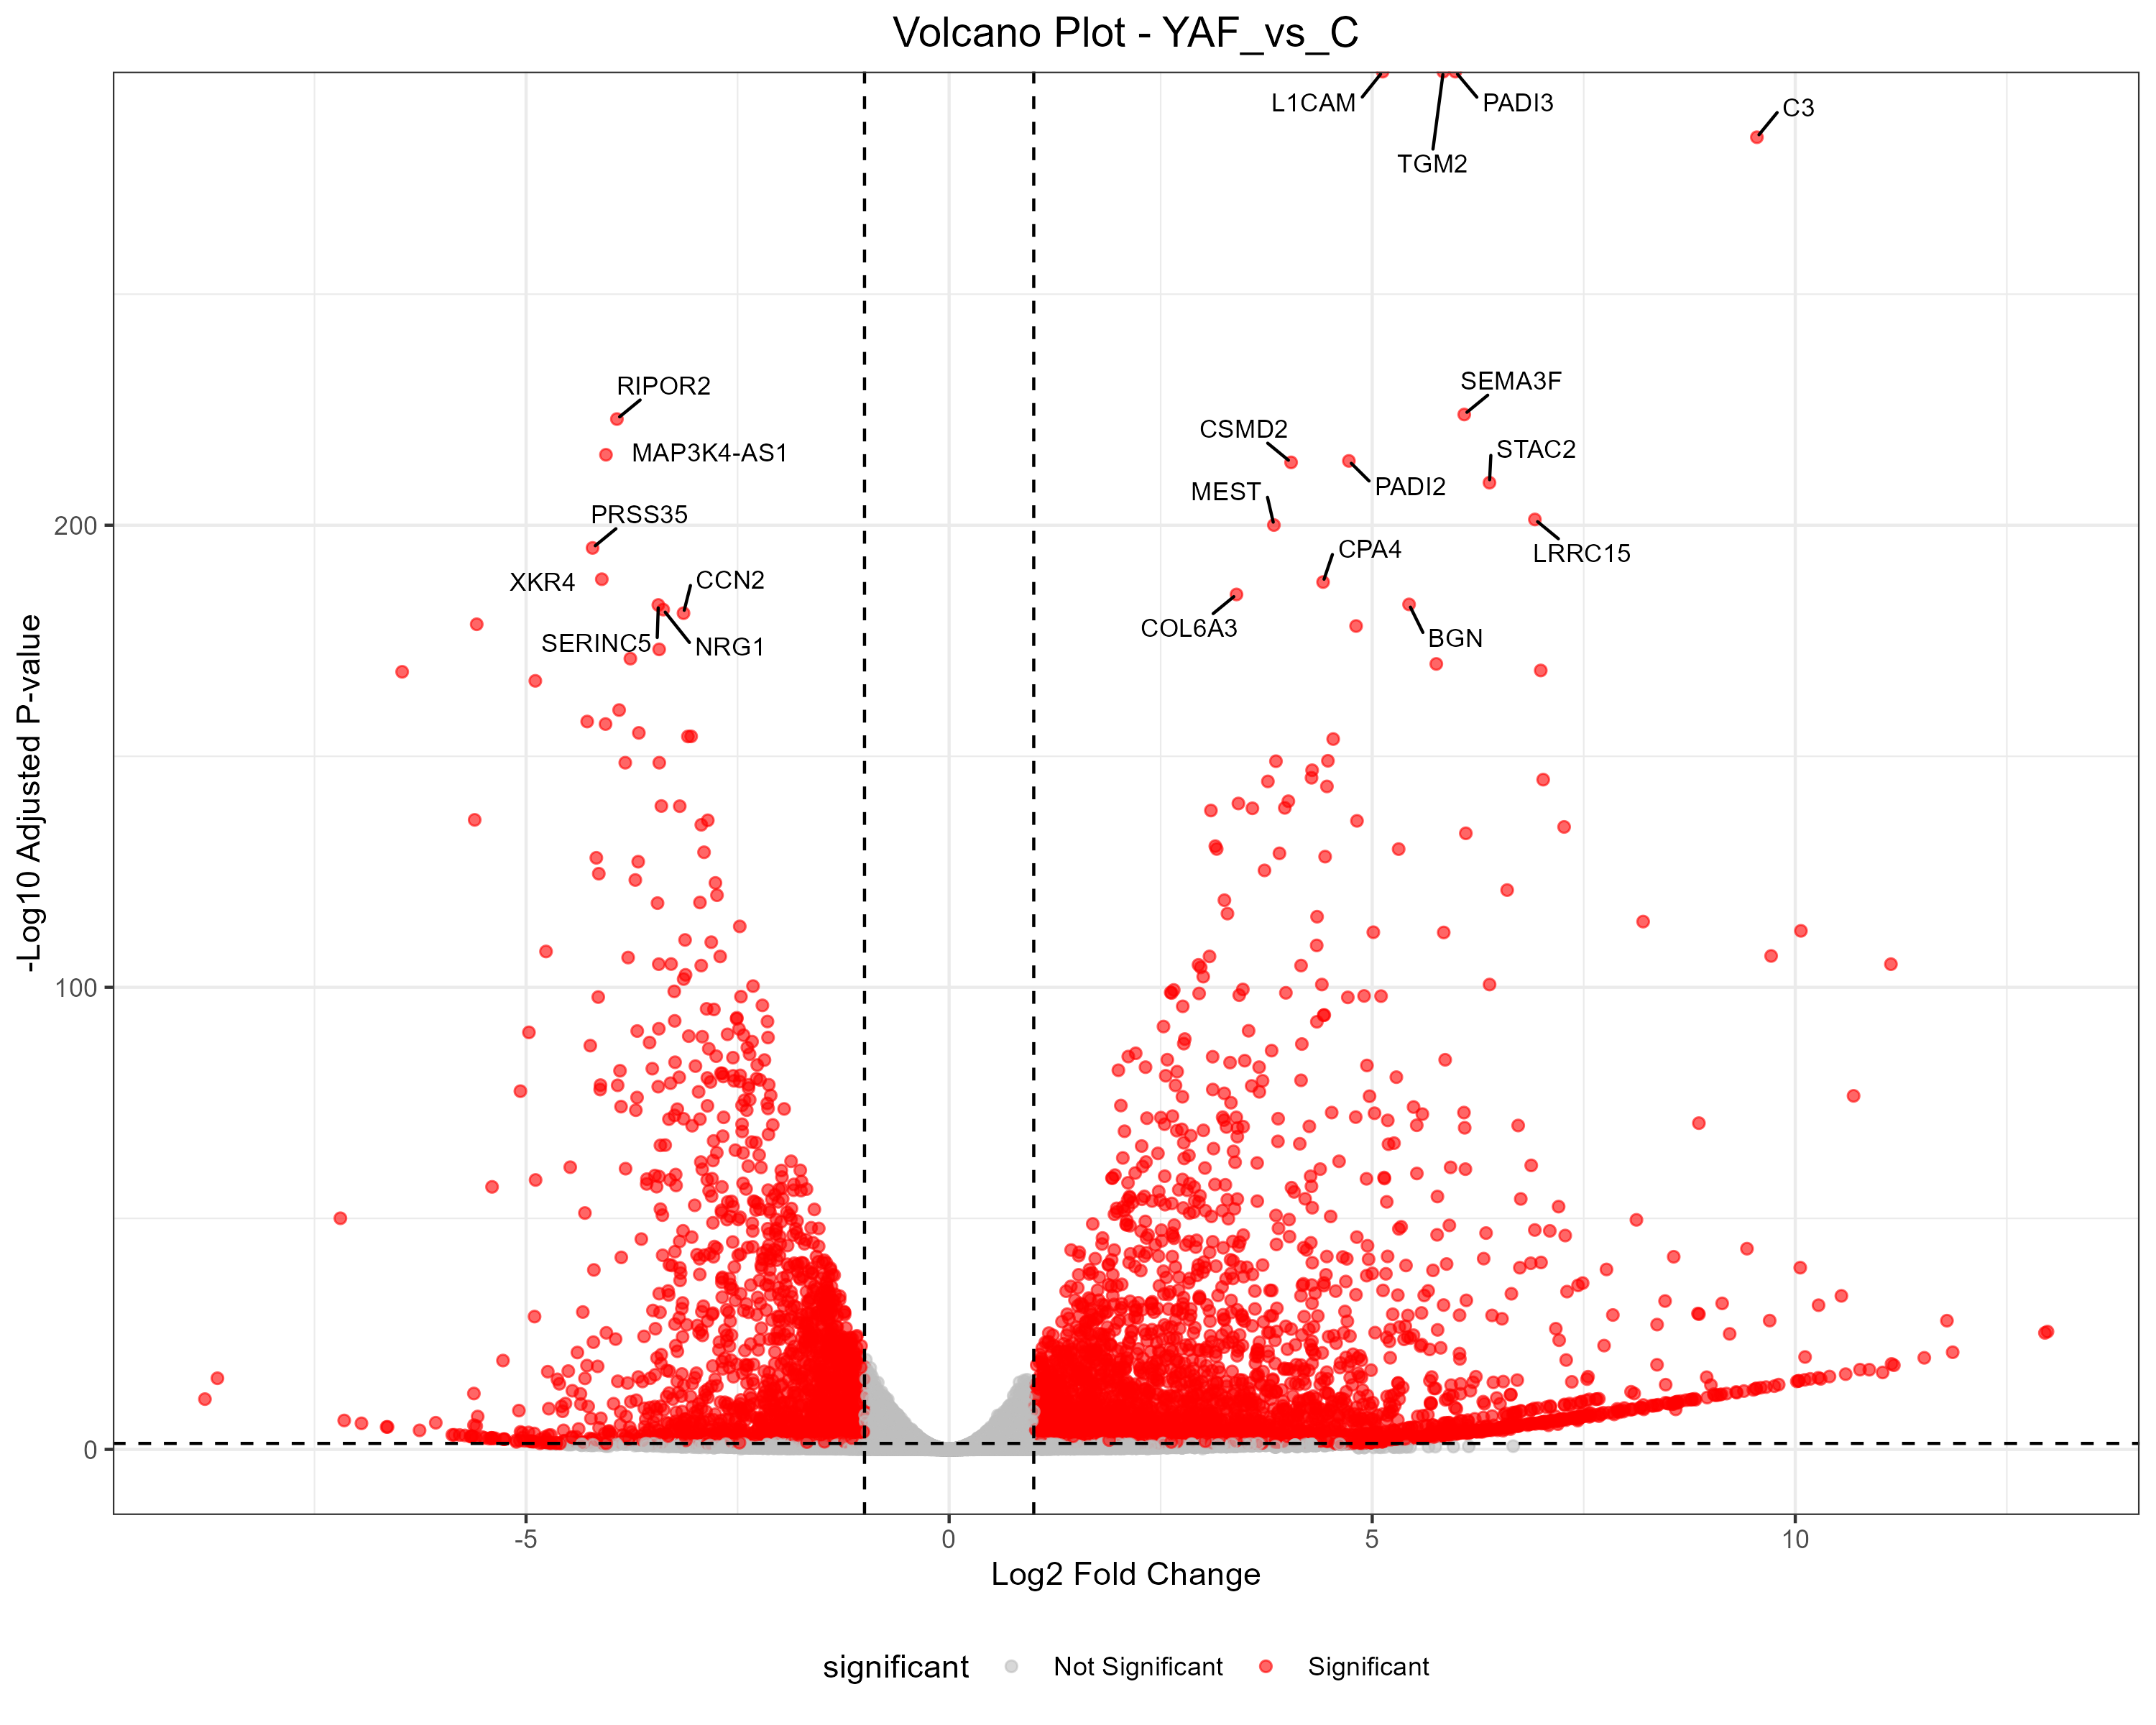 Volcano Plot - YAF_vs_C
L1CAM
PADI3
C3
TGM2
RIPOR2
SEMA3F
CSMD2
MAP3K4-AS1
STAC2
MEST
PADI2
PRSS35
CPA4
LRRC15
XKR4
CCN2
COL6A3
SERINC5
NRG1
BGN
-Log10 Adjusted P-value
200
100
0
-5
0
5
10
Log2 Fold Change
significant
Not Significant
Significant